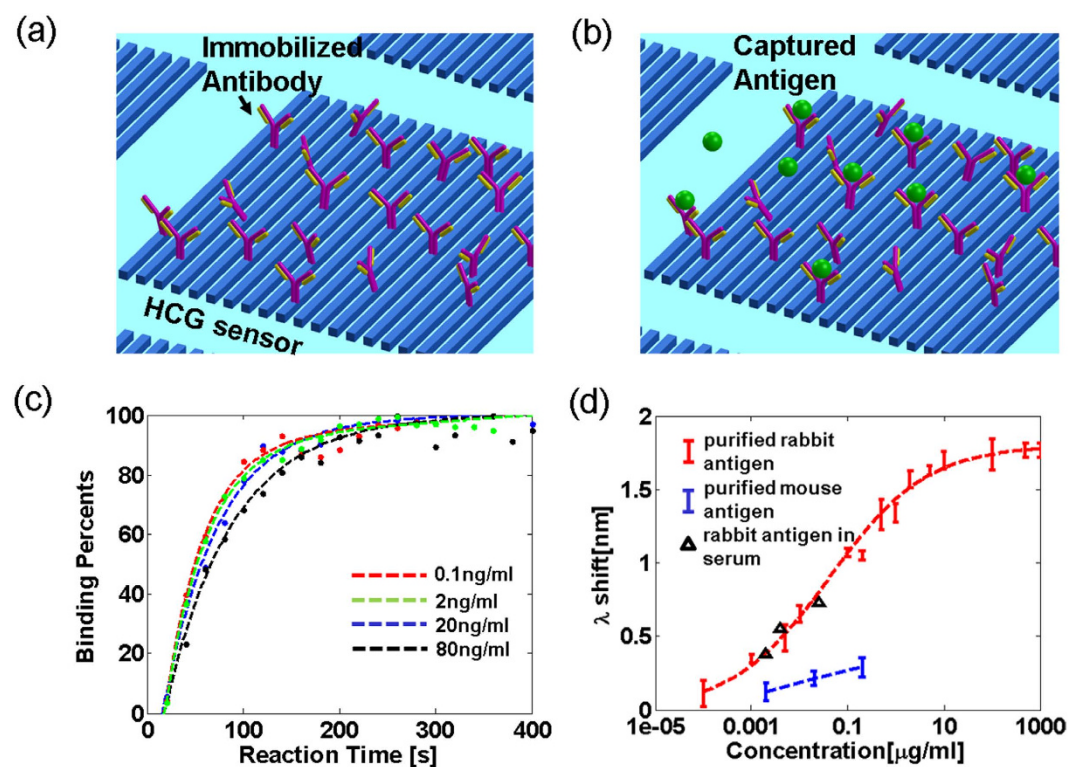 (a)
Immobilized
Antibody
HCG sensor
(b)
Captured
Antigen
(c)
100
80
60
40
20
0
Binding Percents
0.1ng/ml
2ng/ml
20ng/ml
80ng/ml
0 100 200 300 400
Reaction Time [s]
(d)
2
1.5
1
0.5
0
λ shift[nm]
purified rabbit
antigen
purified mouse
antigen
rabbit antigen in
serum
1e-05 0.001 0.1 10 1000
Concentration[μg/ml]